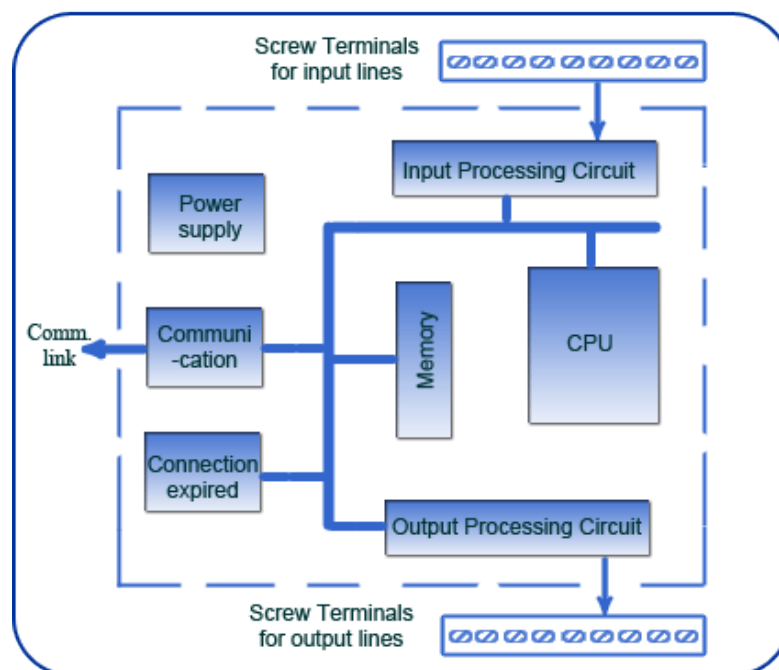 Screw Terminals
for input lines
Input Processing Circuit
Power
supply
Comm.
link
Communi
-cation
Memory
CPU
Connection
expired
Output Processing Circuit
Screw Terminals
for output lines